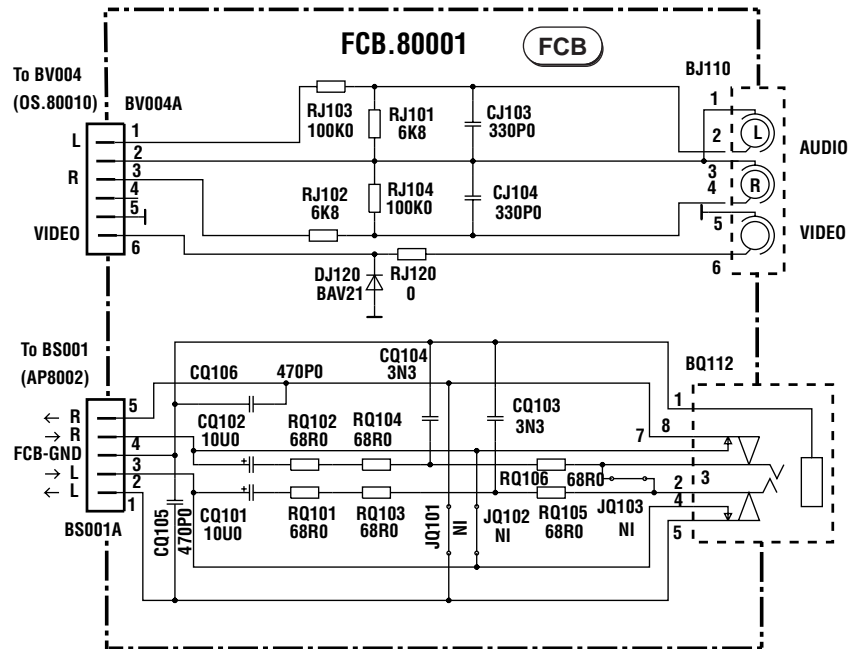 FCB.80001
FCB
To BV004
(OS.80010)
BV004A
BJ110
L
R
VIDEO
1
2
3
4
5
6
RJ103
100K0
RJ101
6K8
CJ103
330P0
RJ102
6K8
RJ104
100K0
CJ104
330P0
DJ120
BAV21
RJ120
0
1
2
3
4
5
6
L
R
AUDIO
VIDEO
To BS001
(AP8002)
CQ106
470P0
CQ104
3N3
BQ112
← R
→ R
FCB-GND
→ L
← L
5
4
3
2
1
BS001A
CQ102
10U0
RQ102
68R0
RQ104
68R0
CQ103
3N3
+
+
CQ105
470P0
CQ101
10U0
RQ101
68R0
RQ103
68R0
JQ101
NI
JQ102
NI
RQ106
68R0
RQ105
68R0
JQ103
NI
1
8
7
3
2
4
5